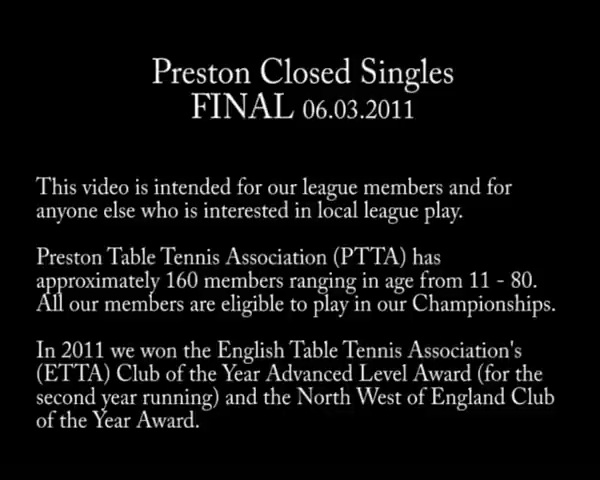 Preston Closed Singles
FINAL 06.03.2011
This video is intended for our league members and for
anyone else who is interested in local league play.
Preston Table Tennis Association (PTTA) has
approximately 160 members ranging in age from 11 - 80.
All our members are eligible to play in our Championships.
In 2011 we won the English Table Tennis Association's
(ETTA) Club of the Year Advanced Level Award (for the
second year running) and the North West of England Club
of the Year Award.